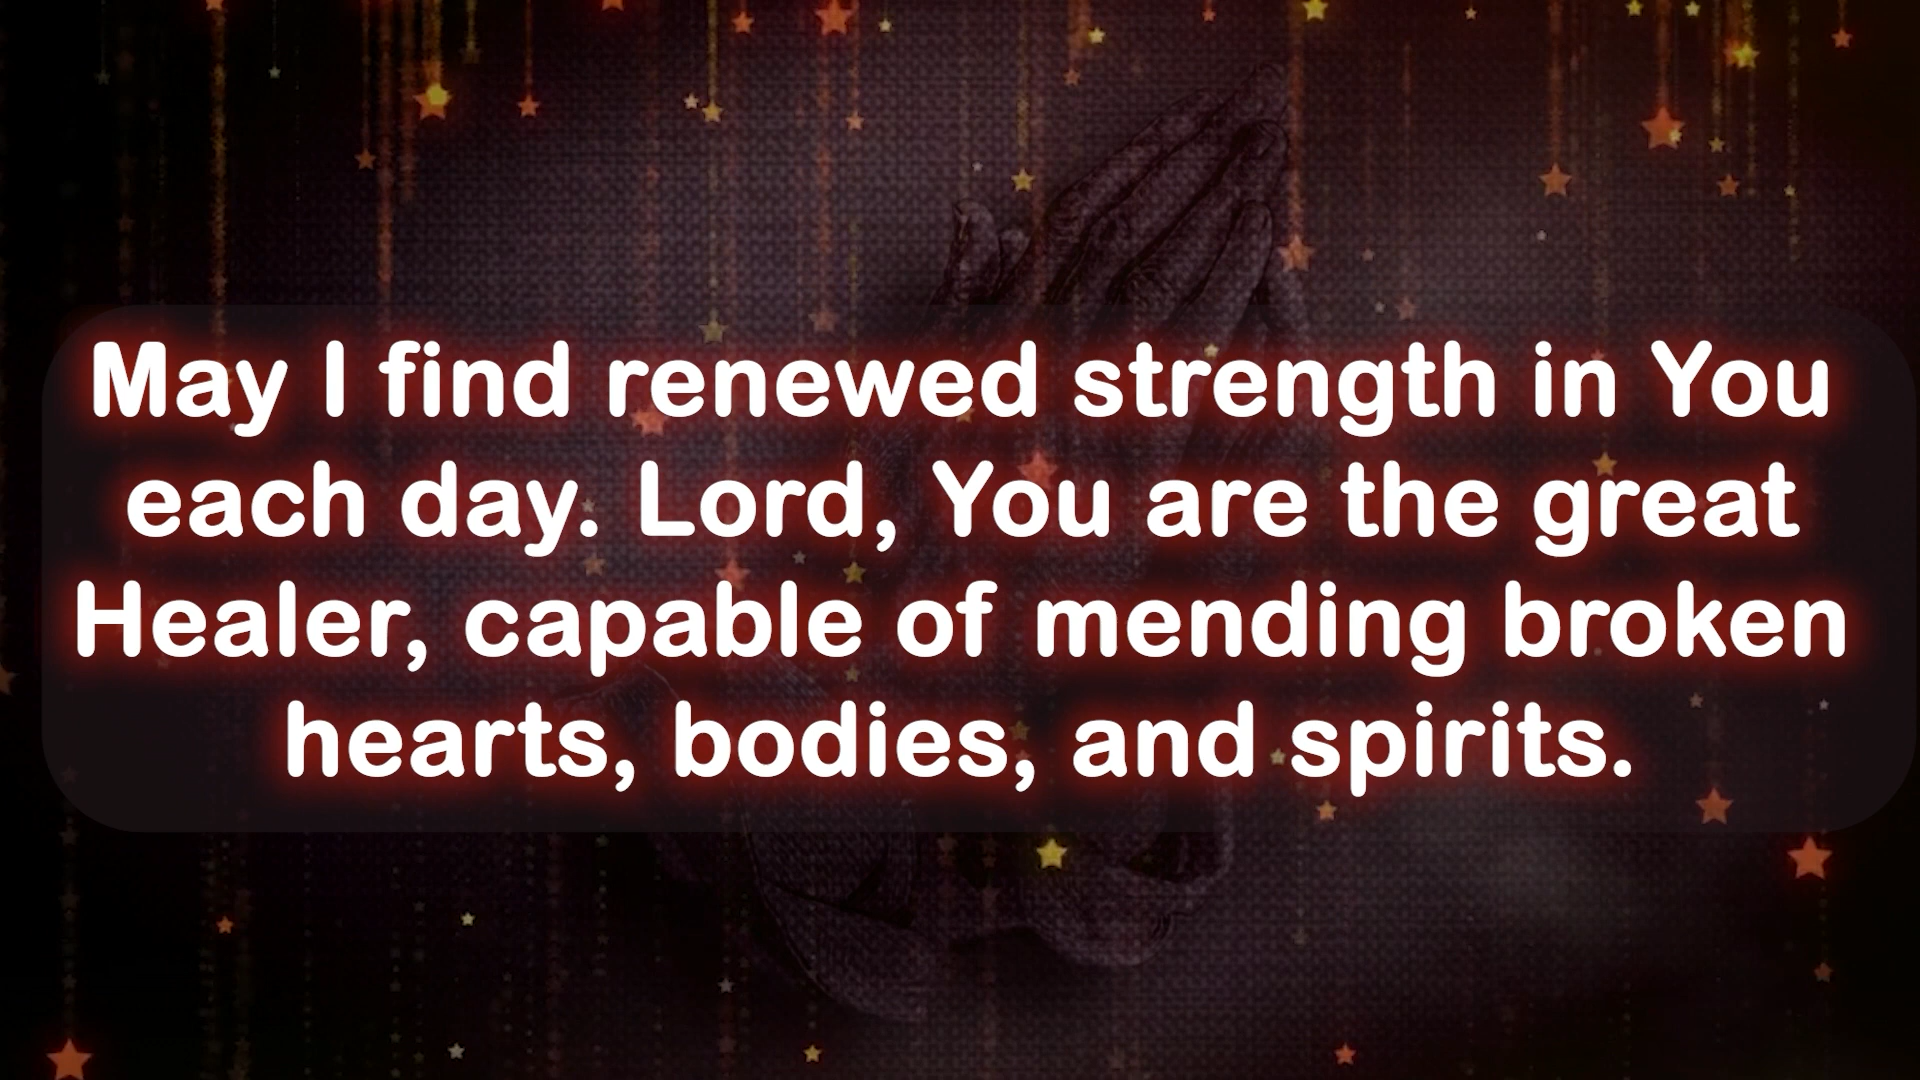 May I find renewed strength in You
each day. Lord, You are the great
Healer, capable of mending broken
hearts, bodies, and spirits.